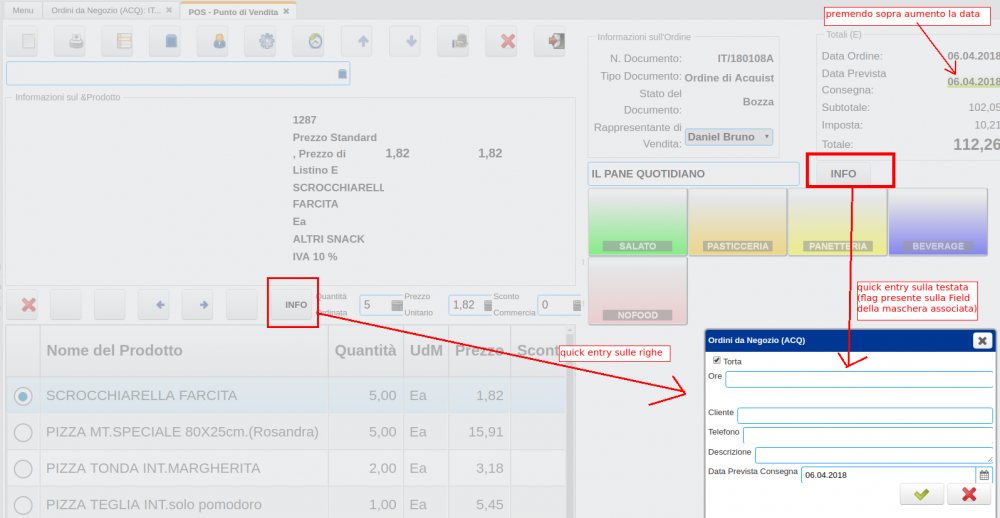 Menu
Ordini da Negozio (ACQ): IT...
POS - Punto di Vendita
premendo sopra aumento la data
Informazioni sull'Ordine
N. Documento: IT/180108A
Tipo Documento: Ordine di Acquist
Stato del Documento: Bozza
Rappresentante di Vendita: Daniel Bruno
Totali (E)
Data Ordine: 06.04.2018
Data Prevista Consegna: 06.04.2018
Subtotale: 102,05
Imposta: 10,21
Totale: 112,26
Informazioni sul &Prodotto
1287
Prezzo Standard
, Prezzo di 1,82 1,82
Listino E
SCROCCHIARELL
FARCITA
Ea
ALTRI SNACK
IVA 10 %
IL PANE QUOTIDIANO
INFO
SALATO
PASTICCERIA
PANETTERIA
BEVERAGE
NOFOOD
INFO
Quantità Ordinata 5
Prezzo Unitario 1,82
Sconto Commercia 0
quick entry sulla testata
(flag presente sulla Field
della maschera associata)
quick entry sulle righe
Nome del Prodotto Quantità UdM Prezzo Scont
SCROCCHIARELLA FARCITA 5,00 Ea 1,82
PIZZA MT.SPECIALE 80X25cm.(Rosandra) 5,00 Ea 15,91
PIZZA TONDA INT.MARGHERITA 2,00 Ea 3,18
PIZZA TEGLIA INT.solo pomodoro 1,00 Ea 5,45
Ordini da Negozio (ACQ)
Torta
Ore
Cliente
Telefono
Descrizione
Data Prevista Consegna 06.04.2018